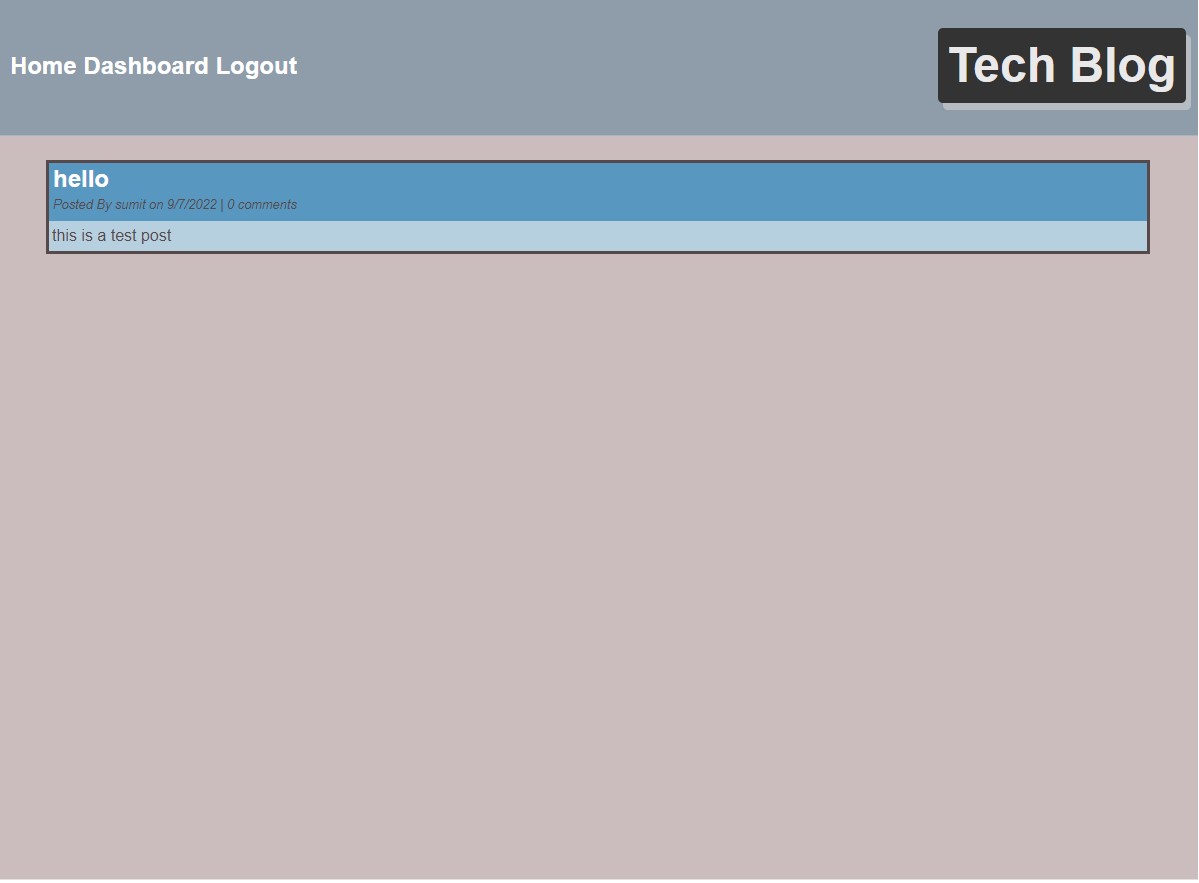 Home Dashboard Logout
Tech Blog
hello
Posted By sumit on 9/7/2022 | 0 comments
this is a test post